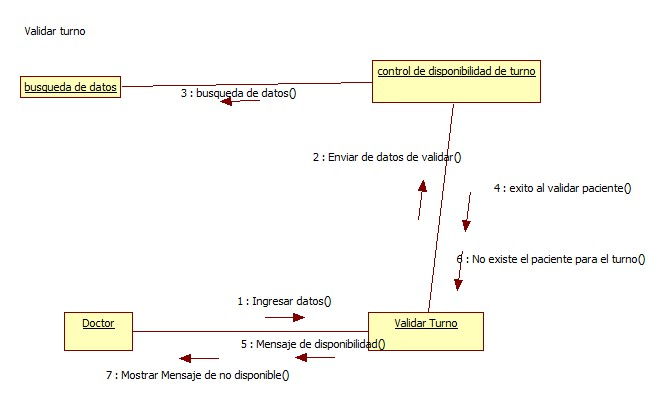 Validar turno
control de disponibilidad de turno
busqueda de datos
3 : busqueda de datos()
2 : Enviar de datos de validar()
4 : exito al validar paciente()
6 : No existe el paciente para el turno()
1 : Ingresar datos()
Doctor
Validar Turno
5 : Mensaje de disponibilidad()
7 : Mostrar Mensaje de no disponible()